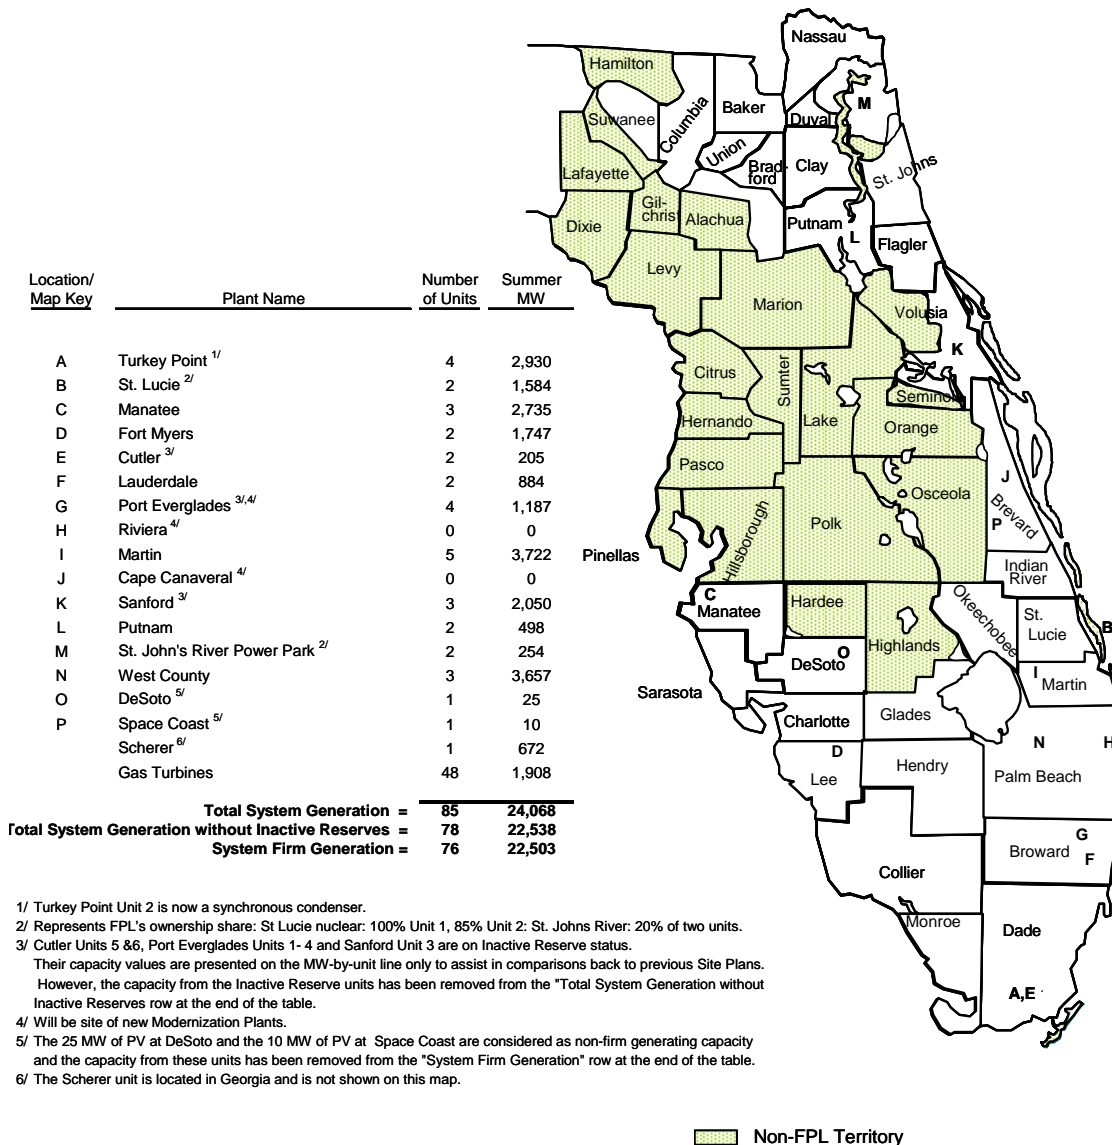 Location/ Map Key Plant Name Number of Units Summer MW
A Turkey Point 1/ 4 2,930
B St. Lucie 2/ 2 1,584
C Manatee 3 2,735
D Fort Myers 2 1,747
E Cutler 3/ 2 205
F Lauderdale 2 884
G Port Everglades 3/,4/ 4 1,187
H Riviera 4/ 0 0
I Martin 5 3,722
J Cape Canaveral 4/ 0 0
K Sanford 3/ 3 2,050
L Putnam 2 498
M St. John's River Power Park 2/ 2 254
N West County 3 3,657
O DeSoto 5/ 1 25
P Space Coast 5/ 1 10
Scherer 6/ 1 672
Gas Turbines 48 1,908
Total System Generation = 85 24,068
Total System Generation without Inactive Reserves = 78 22,538
System Firm Generation = 76 22,503
1/ Turkey Point Unit 2 is now a synchronous condenser.
2/ Represents FPL's ownership share: St Lucie nuclear: 100% Unit 1, 85% Unit 2: St. Johns River: 20% of two units.
3/ Cutler Units 5 &6, Port Everglades Units 1- 4 and Sanford Unit 3 are on Inactive Reserve status.
Their capacity values are presented on the MW-by-unit line only to assist in comparisons back to previous Site Plans.
However, the capacity from the Inactive Reserve units has been removed from the "Total System Generation without
Inactive Reserves row at the end of the table.
4/ Will be site of new Modernization Plants.
5/ The 25 MW of PV at DeSoto and the 10 MW of PV at Space Coast are considered as non-firm generating capacity
and the capacity from these units has been removed from the "System Firm Generation" row at the end of the table.
6/ The Scherer unit is located in Georgia and is not shown on this map.
Nassau
Hamilton
Baker
M
Duval
Suwanee
Columbia
Union
Brad-
ford
Clay
St. Johns
Lafayette
Gil-
christ
Alachua
Putnam
L
Dixie
Flagler
Levy
Marion
Volusia
K
Citrus
Sumter
Seminole
Hernando
Lake
Orange
Pasco
J
Osceola
Brevard
P
Polk
Hillsborough
Pinellas
Indian
River
C
Manatee
Hardee
Okeechobee
St.
Lucie
B
Highlands
O
DeSoto
I
Martin
Sarasota
Charlotte
Glades
N
H
D
Lee
Hendry
Palm Beach
G
Broward
F
Collier
Monroe
Dade
A,E
Non-FPL Territory